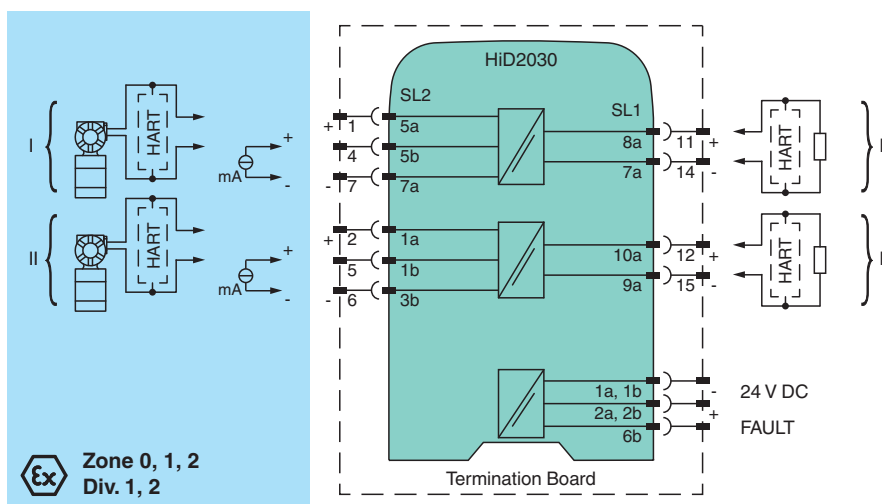 HiD2030
SL2
SL1
I
HART
mA
+
-
+ 1
5a
4
5b
- 7
7a
8a
11
+
7a
14
-
HART
I
II
HART
mA
+
-
+ 2
1a
5
1b
- 6
3b
10a
12
+
9a
15
-
HART
1a, 1b
-
24 V DC
2a, 2b
+
6b
FAULT
Ex
Zone 0, 1, 2
Div. 1, 2
Termination Board